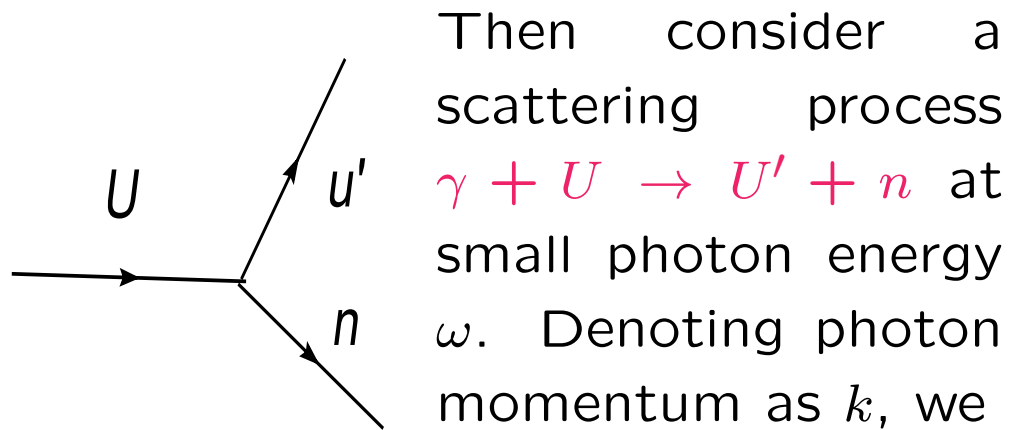 U
u'
n
Then consider a
scattering process
γ + U → U′ + n at
small photon energy
ω. Denoting photon
momentum as k, we